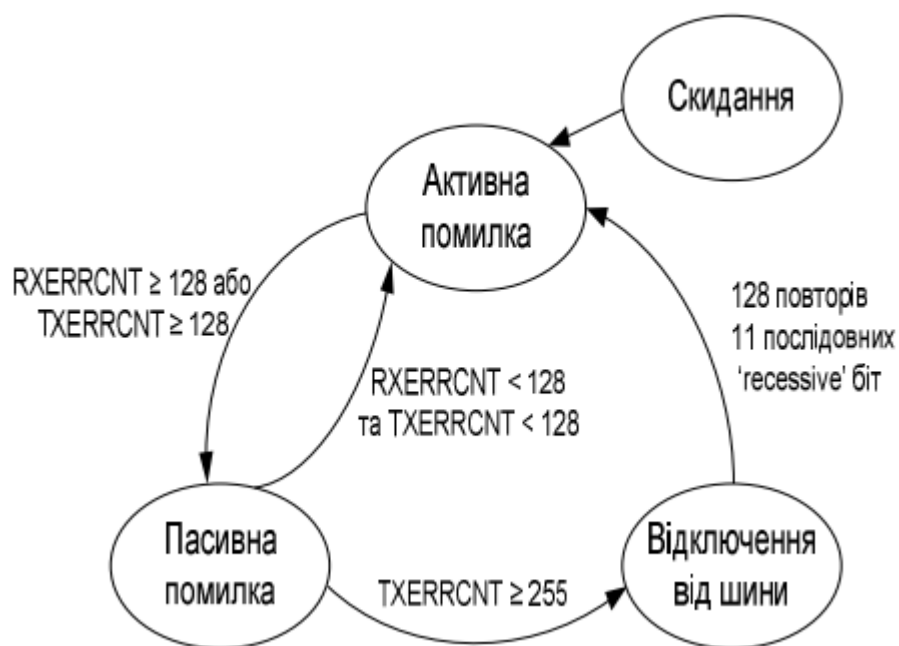 Скидання
Активна
помилка
RXERRCNT ≥ 128 або
TXERRCNT ≥ 128
128 повторів
11 послідовних
‘recessive’ біт
RXERRCNT < 128
та TXERRCNT < 128
Пасивна
помилка
TXERRCNT ≥ 255
Відключення
від шини